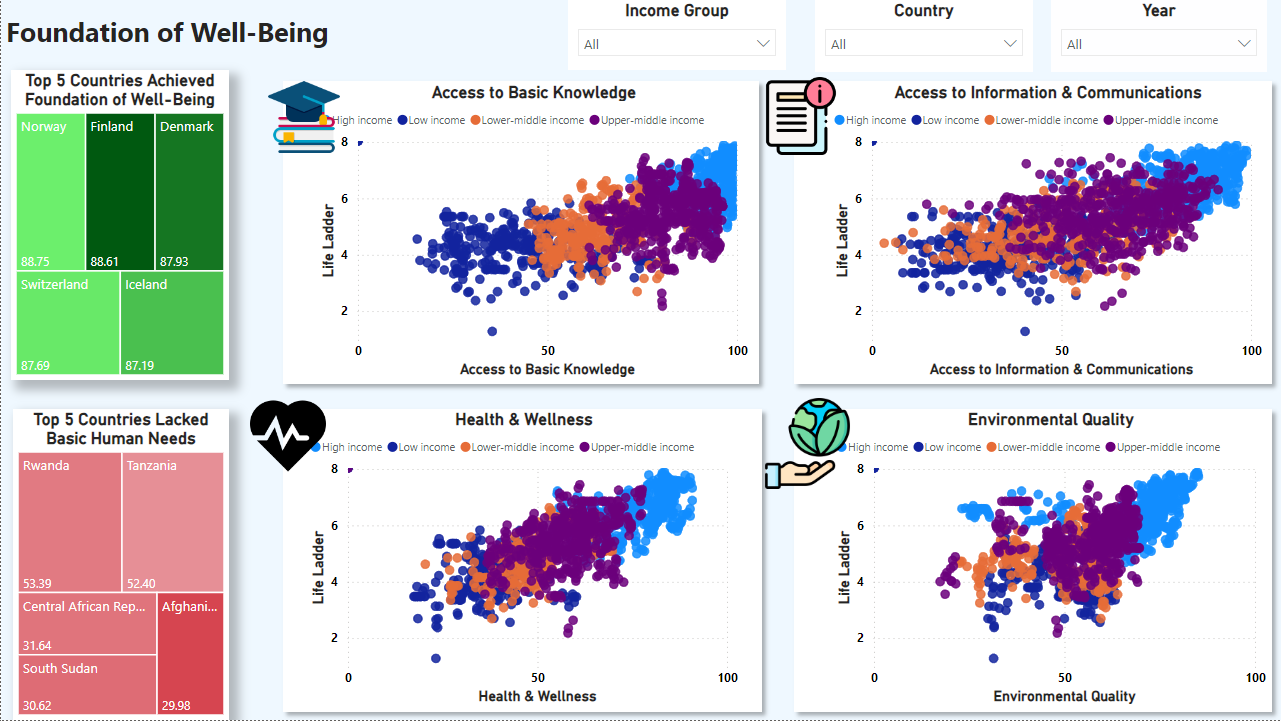 Foundation of Well-Being
Income Group
All
Country
All
Year
All
Top 5 Countries Achieved
Foundation of Well-Being
Norway
88.75
Finland
88.61
Denmark
87.93
Switzerland
87.69
Iceland
87.19
Access to Basic Knowledge
High income Low income Lower-middle income Upper-middle income
Life Ladder
8
6
4
2
0 50 100
Access to Basic Knowledge
i
Access to Information & Communications
High income Low income Lower-middle income Upper-middle income
Life Ladder
8
6
4
2
0 50 100
Access to Information & Communications
Top 5 Countries Lacked
Basic Human Needs
Rwanda
53.39
Tanzania
52.40
Central African Rep...
31.64
Afghani...
29.98
South Sudan
30.62
Health & Wellness
High income Low income Lower-middle income Upper-middle income
Life Ladder
8
6
4
2
0 50 100
Health & Wellness
Environmental Quality
High income Low income Lower-middle income Upper-middle income
Life Ladder
8
6
4
2
0 50 100
Environmental Quality